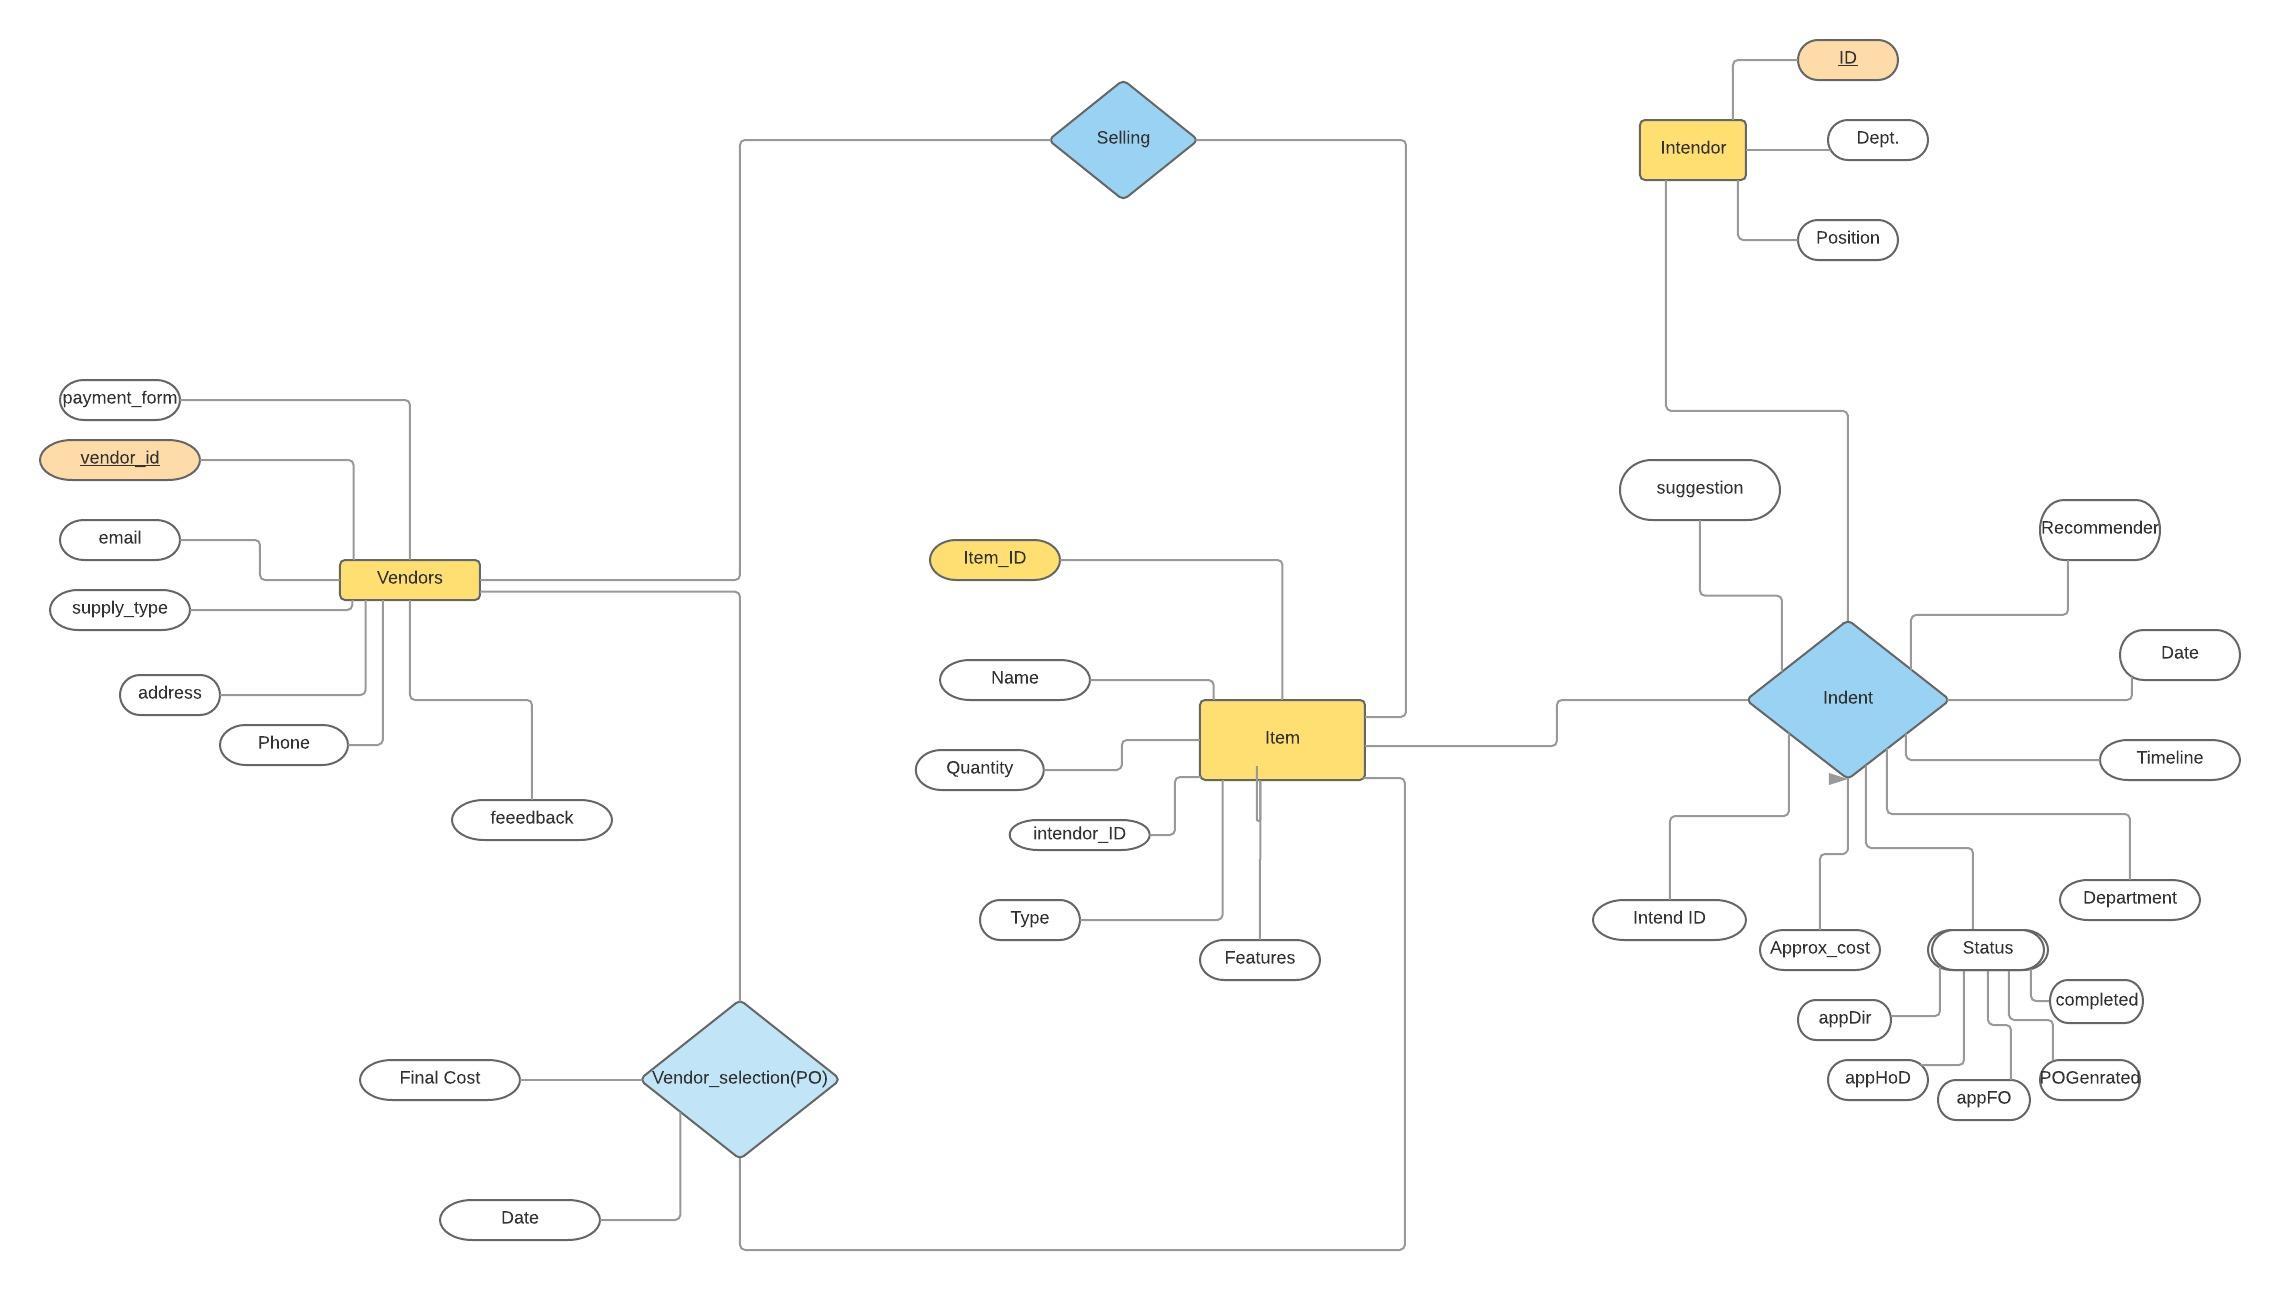 ID
Selling
Dept.
Intendor
Position
payment_form
vendor_id
suggestion
Recommender
email
Item_ID
Vendors
supply_type
Date
Name
address
Indent
Item
Phone
Timeline
Quantity
feeedback
intendor_ID
Department
Type
Intend ID
Approx_cost
Status
Features
completed
appDir
Final Cost
Vendor_selection(PO)
appHoD
POGenrated
appFO
Date